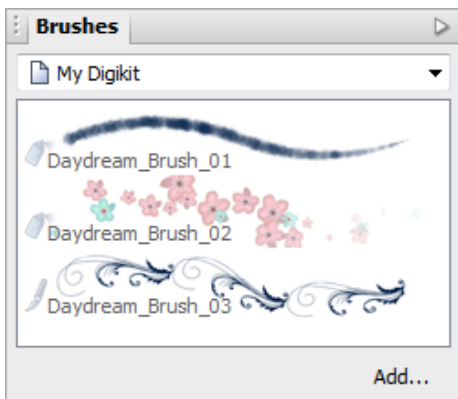 Brushes
My Digikit
Daydream_Brush_01
Daydream_Brush_02
Daydream_Brush_03
Add...